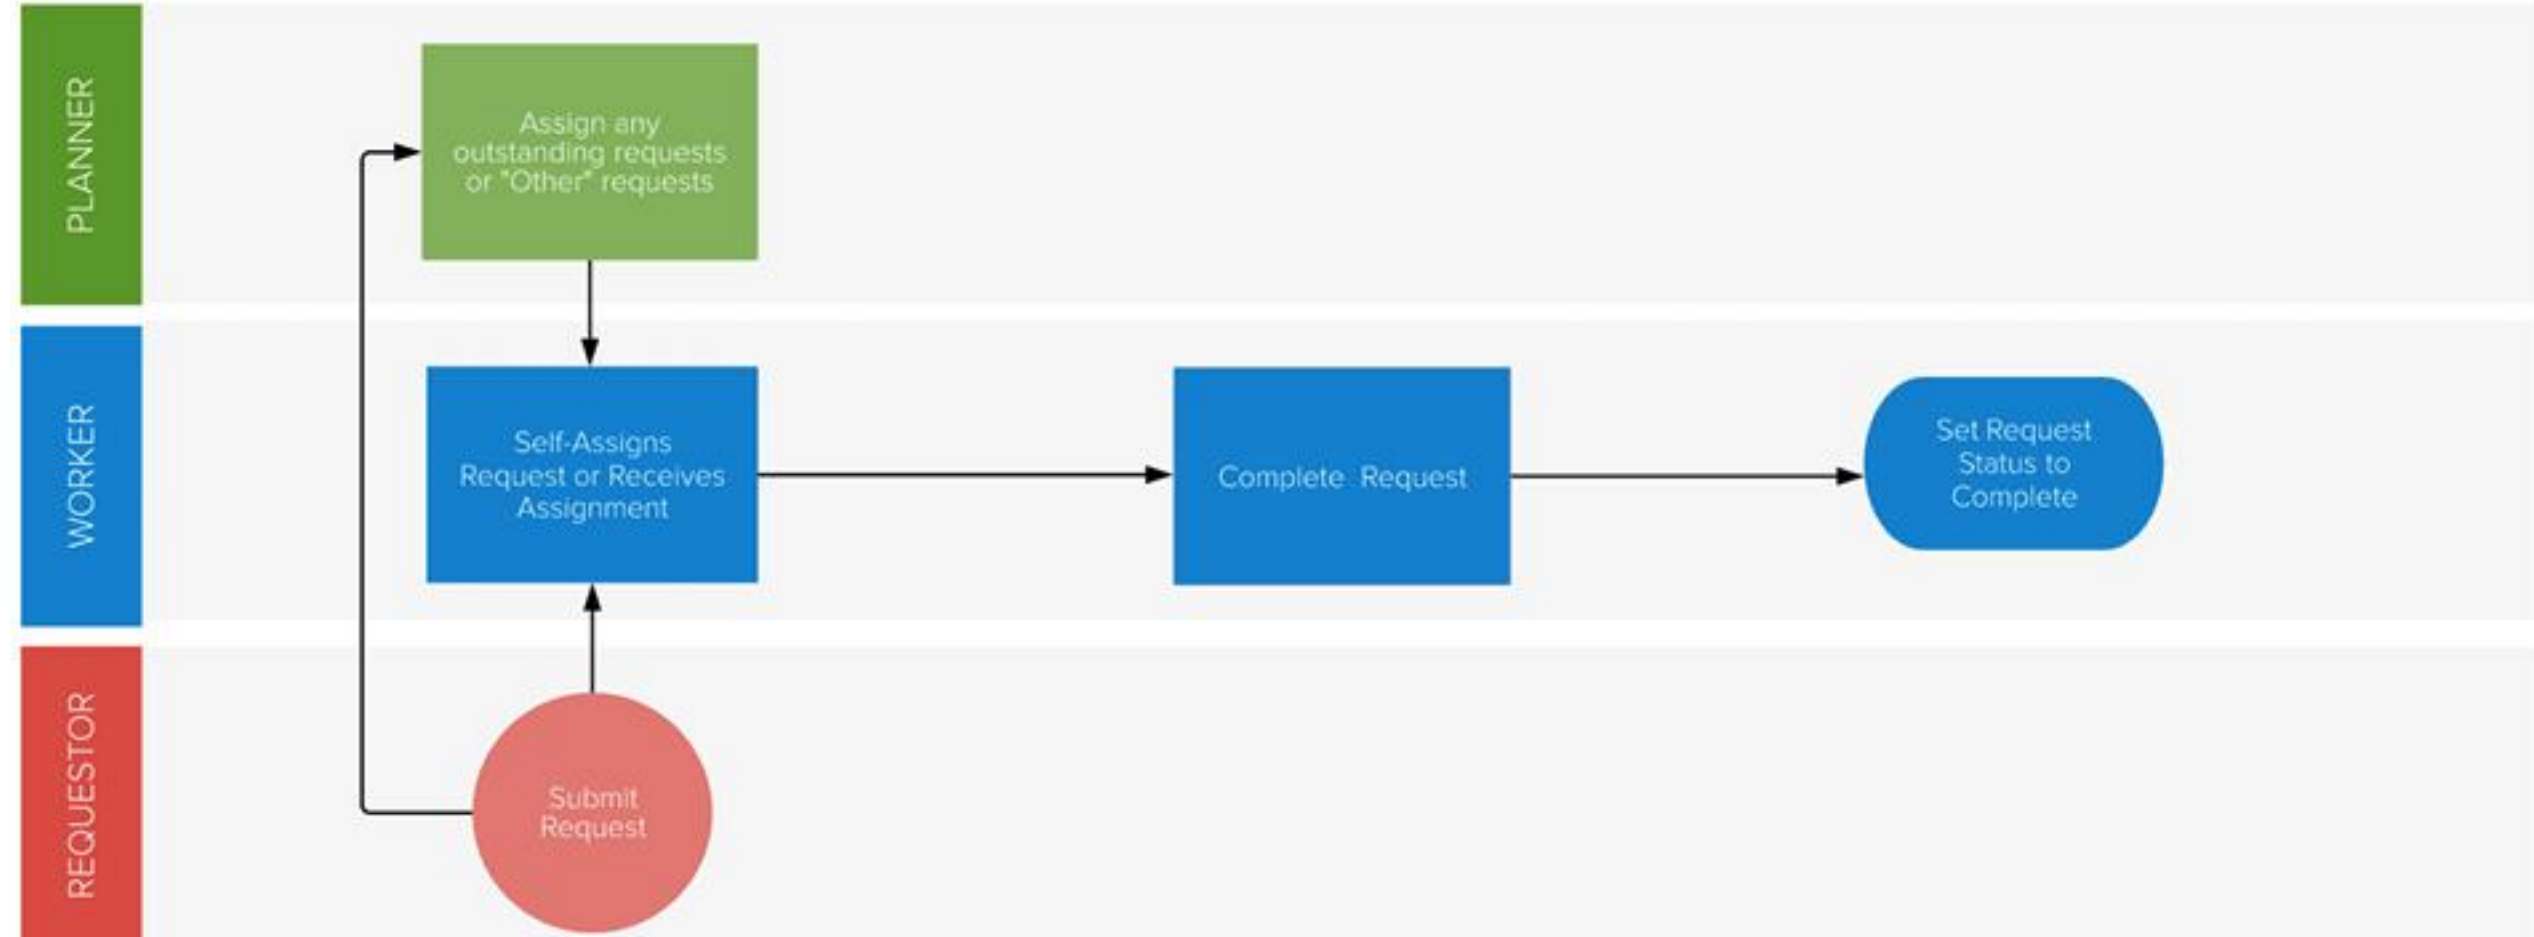 PLANNER
Assign any
outstanding requests
or "Other" requests
WORKER
Self-Assigns
Request or Receives
Assignment
Complete Request
Set Request
Status to
Complete
REQUESTOR
Submit
Request